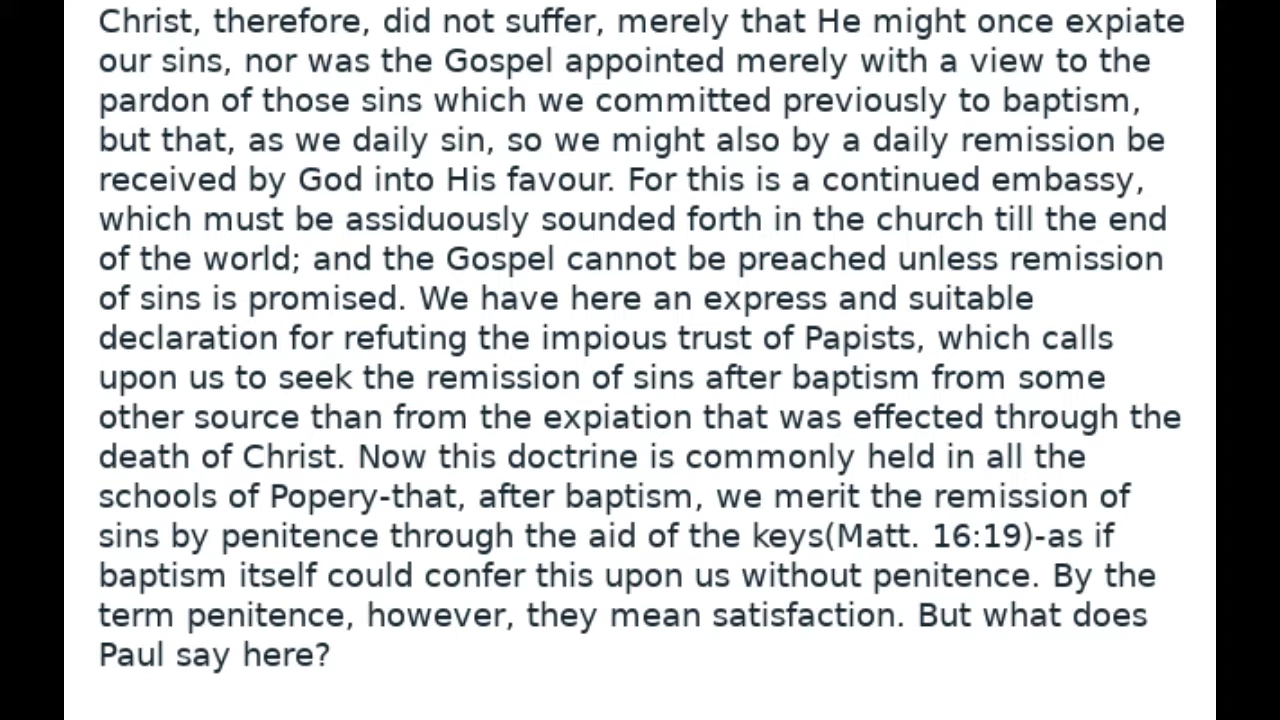 Christ, therefore, did not suffer, merely that He might once expiate
our sins, nor was the Gospel appointed merely with a view to the
pardon of those sins which we committed previously to baptism,
but that, as we daily sin, so we might also by a daily remission be
received by God into His favour. For this is a continued embassy,
which must be assiduously sounded forth in the church till the end
of the world; and the Gospel cannot be preached unless remission
of sins is promised. We have here an express and suitable
declaration for refuting the impious trust of Papists, which calls
upon us to seek the remission of sins after baptism from some
other source than from the expiation that was effected through the
death of Christ. Now this doctrine is commonly held in all the
schools of Popery-that, after baptism, we merit the remission of
sins by penitence through the aid of the keys(Matt. 16:19)-as if
baptism itself could confer this upon us without penitence. By the
term penitence, however, they mean satisfaction. But what does
Paul say here?